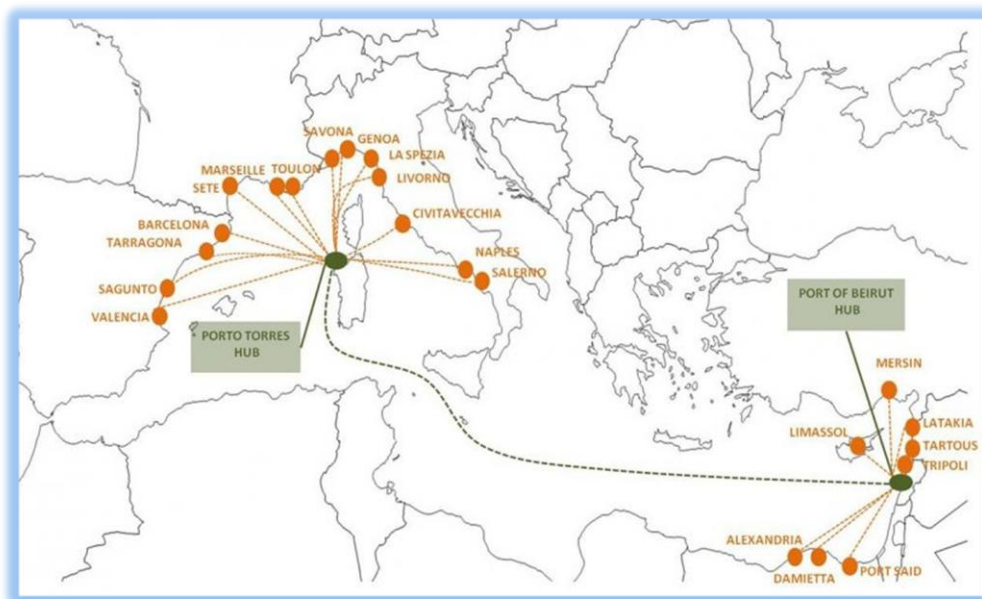 SAVONA
GENOA
LA SPEZIA
MARSEILLE
TOULON
SETE
LIVORNO
BARCELONA
CIVITAVECCHIA
TARRAGONA
NAPLES
SALERNO
SAGUNTO
VALENCIA
PORTO TORRES
HUB
PORT OF BEIRUT
HUB
MERSIN
LATAKIA
LIMASSOL
TARTOUS
TRIPOLI
ALEXANDRIA
DAMIETTA
PORT SAID